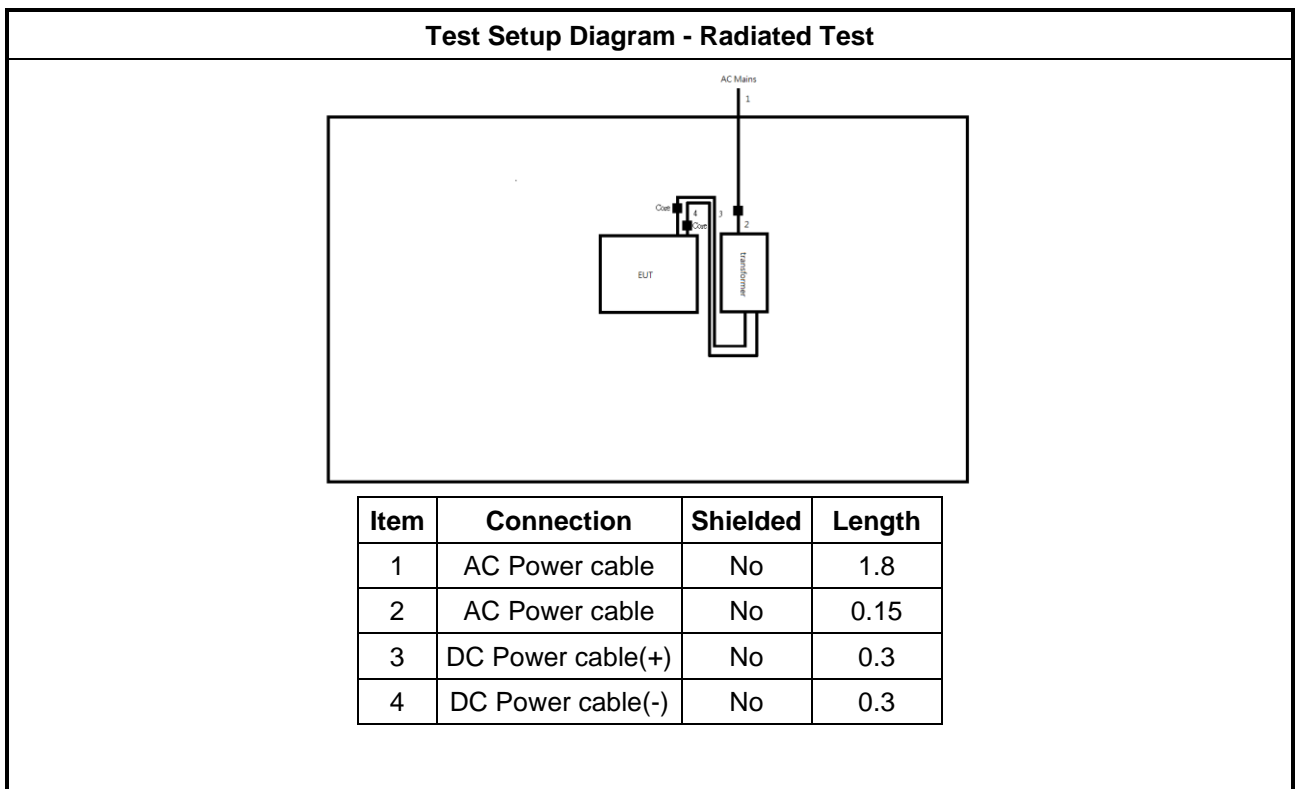 Test Setup Diagram - Radiated Test
AC Mains
1
Core
4
3
Core
2
EUT
transformer
Item Connection Shielded Length
1 AC Power cable No 1.8
2 AC Power cable No 0.15
3 DC Power cable(+) No 0.3
4 DC Power cable(-) No 0.3